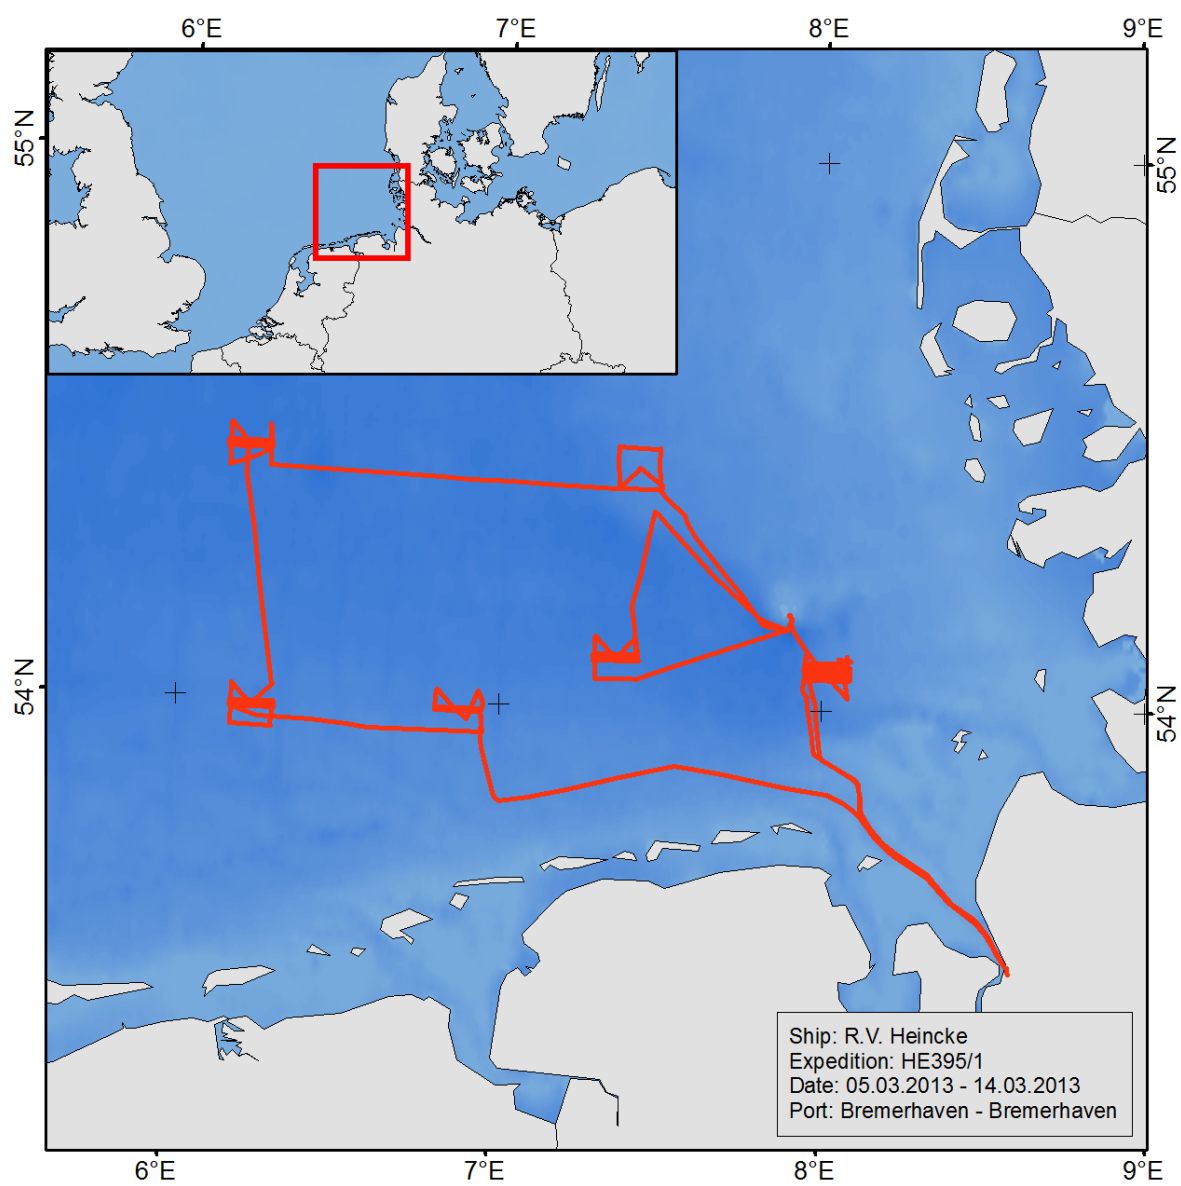 6°E 7°E 8°E 9°E
55°N
55°N
54°N
54°N
Ship: R.V. Heincke
Expedition: HE395/1
Date: 05.03.2013 - 14.03.2013
Port: Bremerhaven - Bremerhaven
6°E 7°E 8°E 9°E